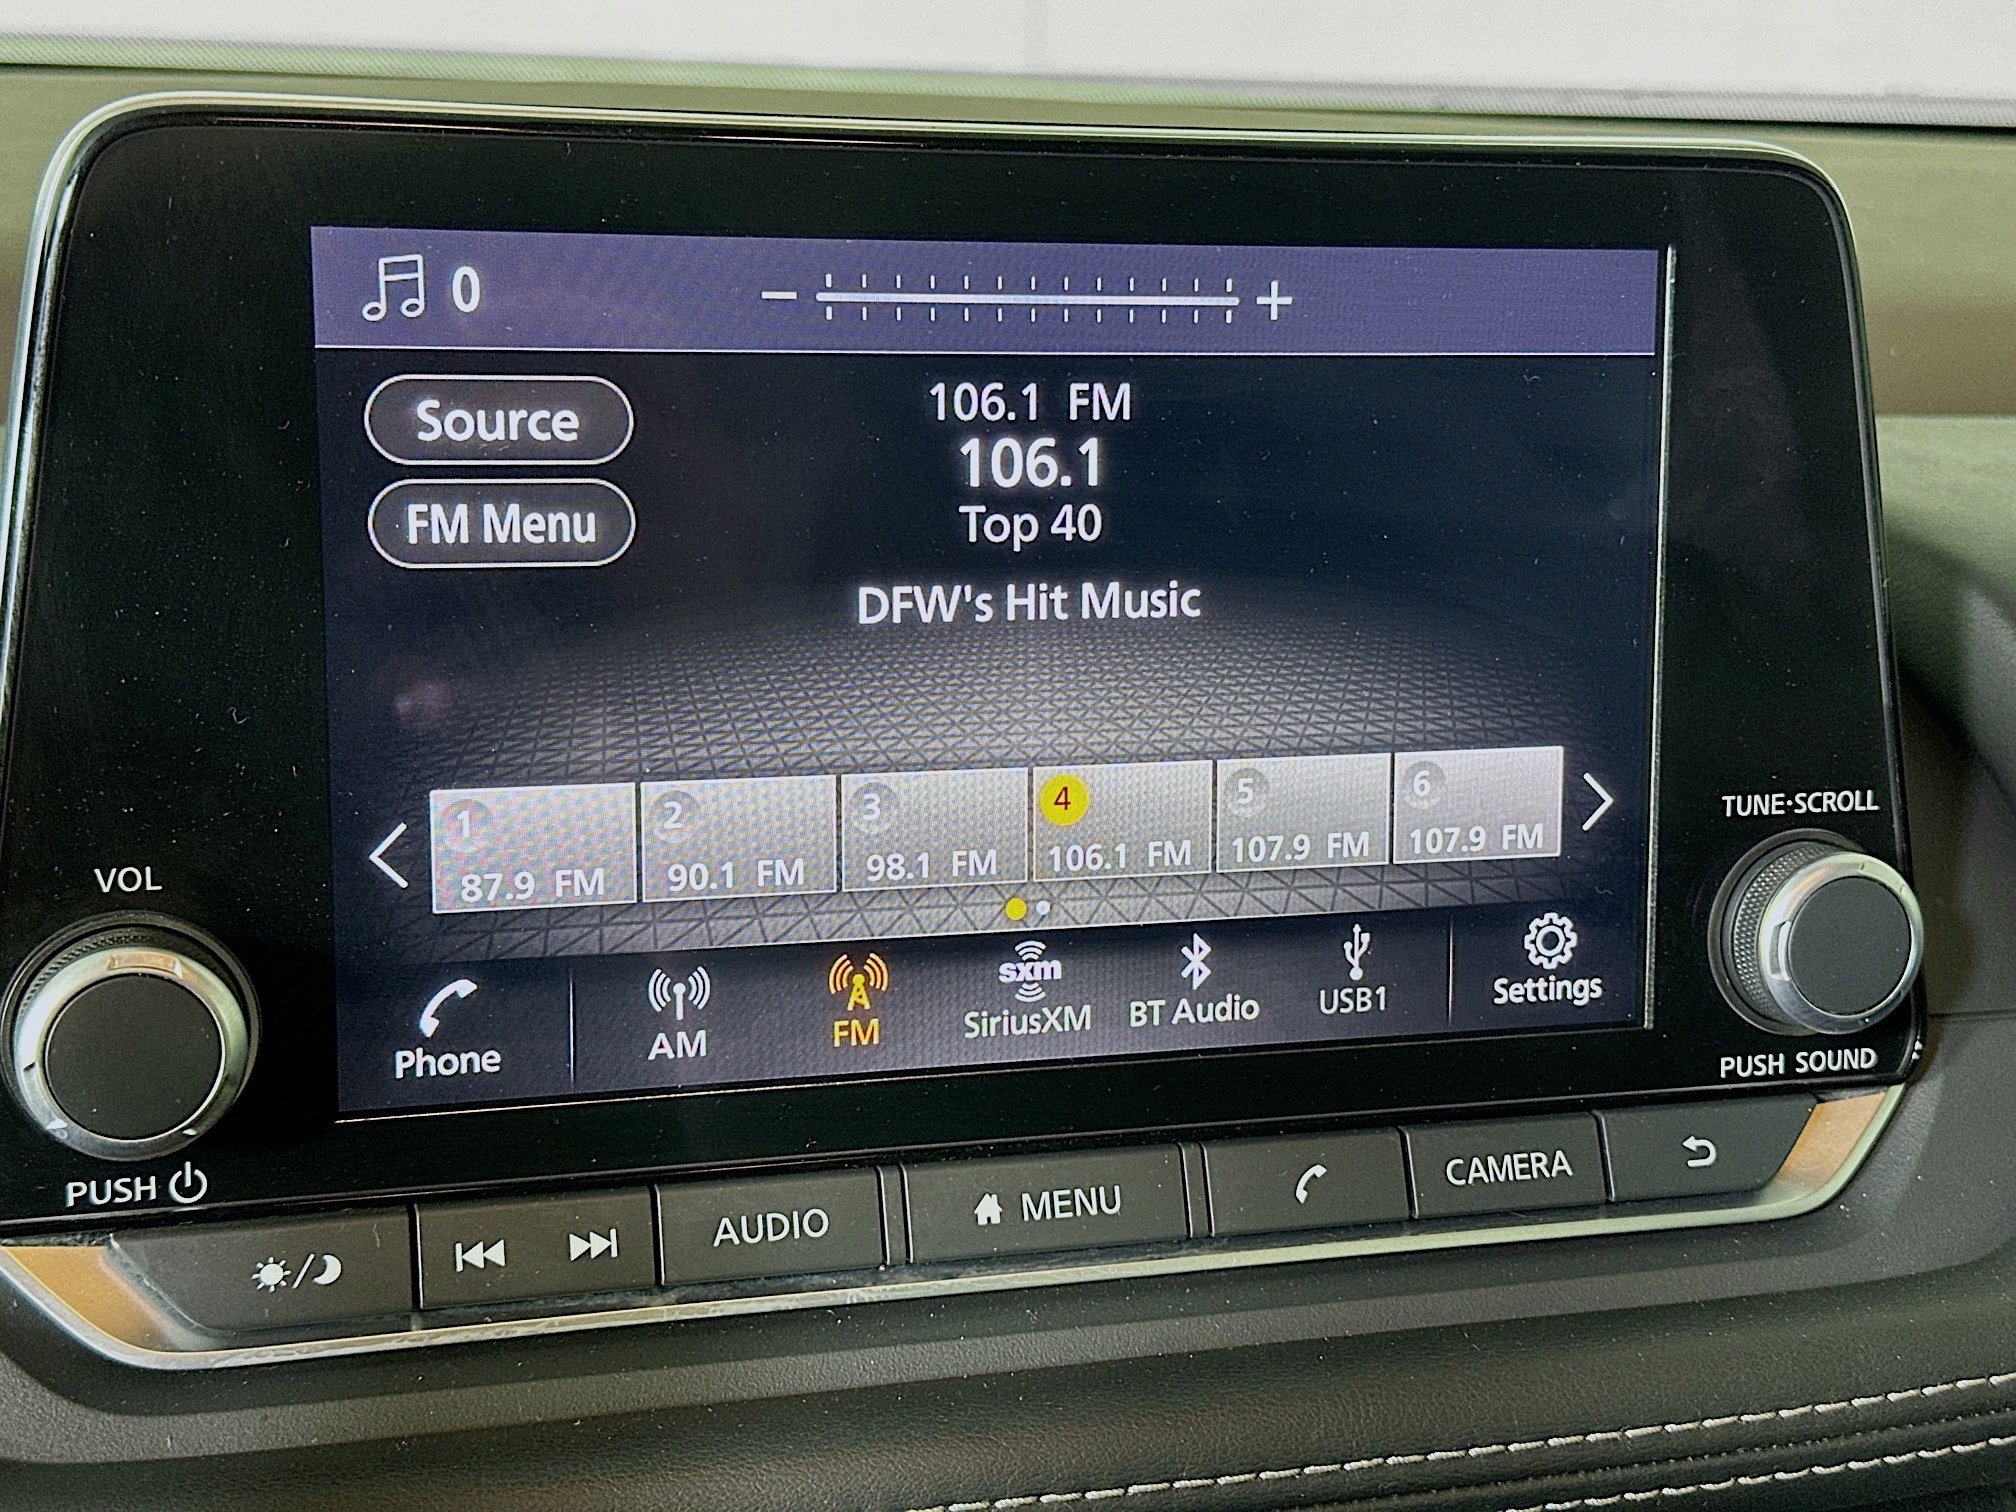 0
Source
106.1 FM
106.1
FM Menu
Top 40
DFW's Hit Music
1
2
3
4
5
6
87.9 FM
90.1 FM
98.1 FM
106.1 FM
107.9 FM
107.9 FM
Phone
AM
FM
sxm
SiriusXM
BT Audio
USB1
Settings
VOL
PUSH
TUNE·SCROLL
PUSH SOUND
AUDIO
MENU
CAMERA